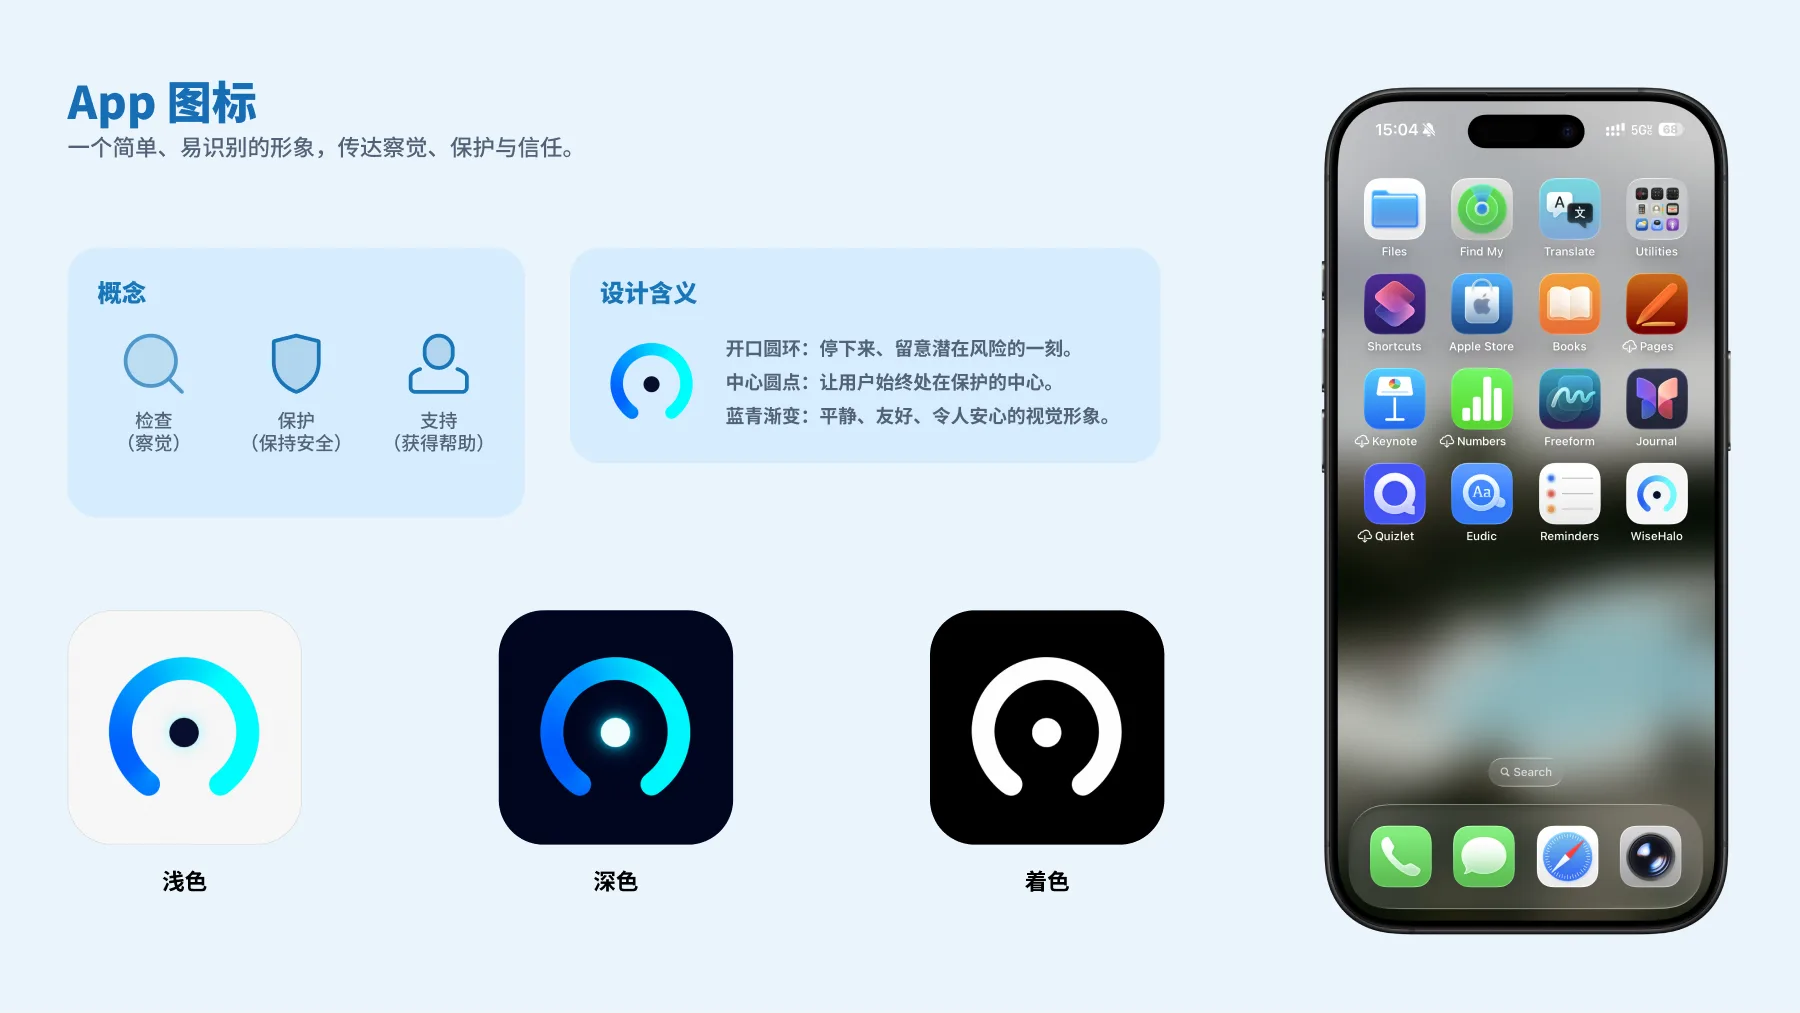 App 图标
一个简单、易识别的形象，传达察觉、保护与信任。
概念
检查
（察觉）
保护
（保持安全）
支持
（获得帮助）
设计含义
开口圆环：停下来、留意潜在风险的一刻。
中心圆点：让用户始终处在保护的中心。
蓝青渐变：平静、友好、令人安心的视觉形象。
浅色
深色
着色
15:04
5G
68
A
文
Files
Find My
Translate
Utilities
Shortcuts
Apple Store
Books
Pages
Keynote
Numbers
Freeform
Journal
Aa
Quizlet
Eudic
Reminders
WiseHalo
Search